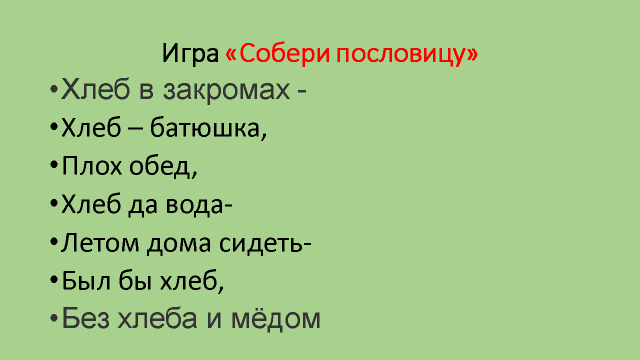 Игра «Собери пословицу»
•Хлеб в закромах -
•Хлеб – батюшка,
•Плох обед,
•Хлеб да вода-
•Летом дома сидеть-
•Был бы хлеб,
•Без хлеба и мёдом